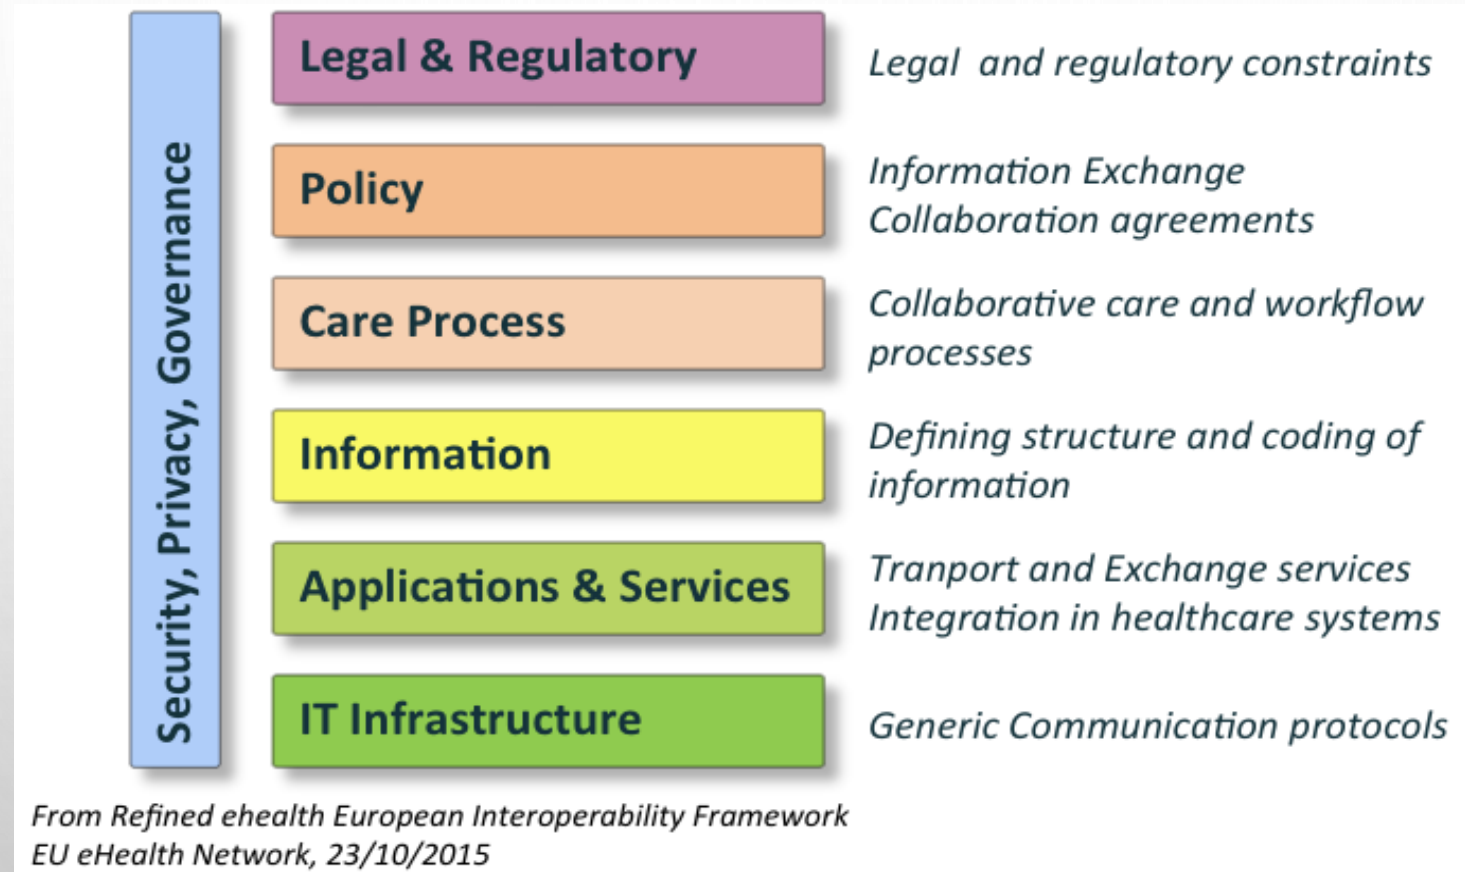 Security, Privacy, Governance
Legal & Regulatory
Legal and regulatory constraints
Policy
Information Exchange
Collaboration agreements
Care Process
Collaborative care and workflow
processes
Information
Defining structure and coding of
information
Applications & Services
Tranport and Exchange services
Integration in healthcare systems
IT Infrastructure
Generic Communication protocols
From Refined ehealth European Interoperability Framework
EU eHealth Network, 23/10/2015